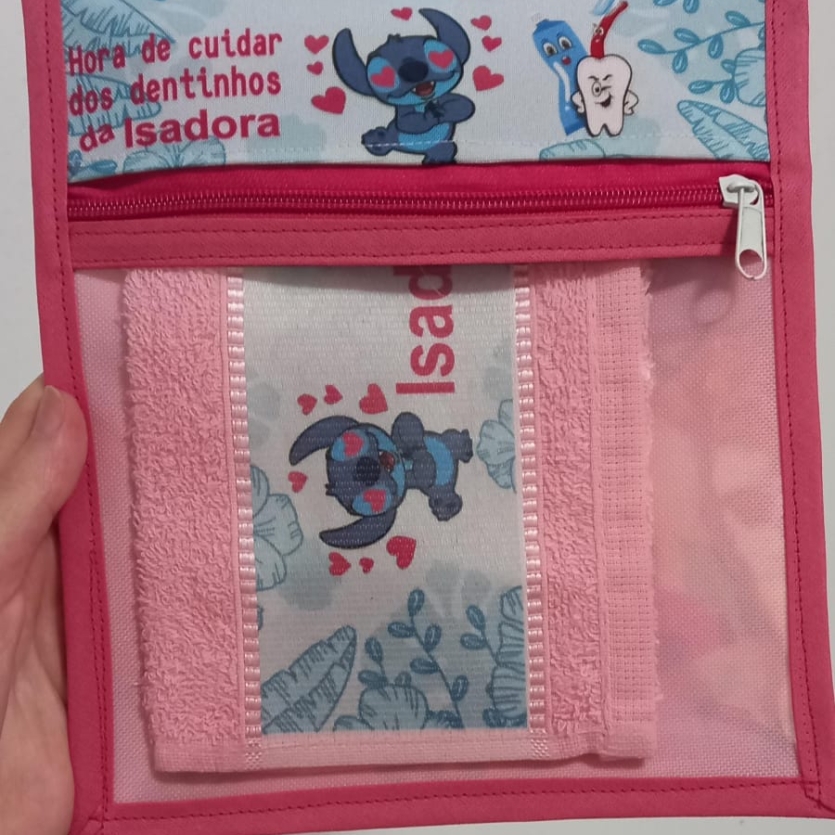 Hora de cuidar
dos dentinhos
da Isadora
Isad